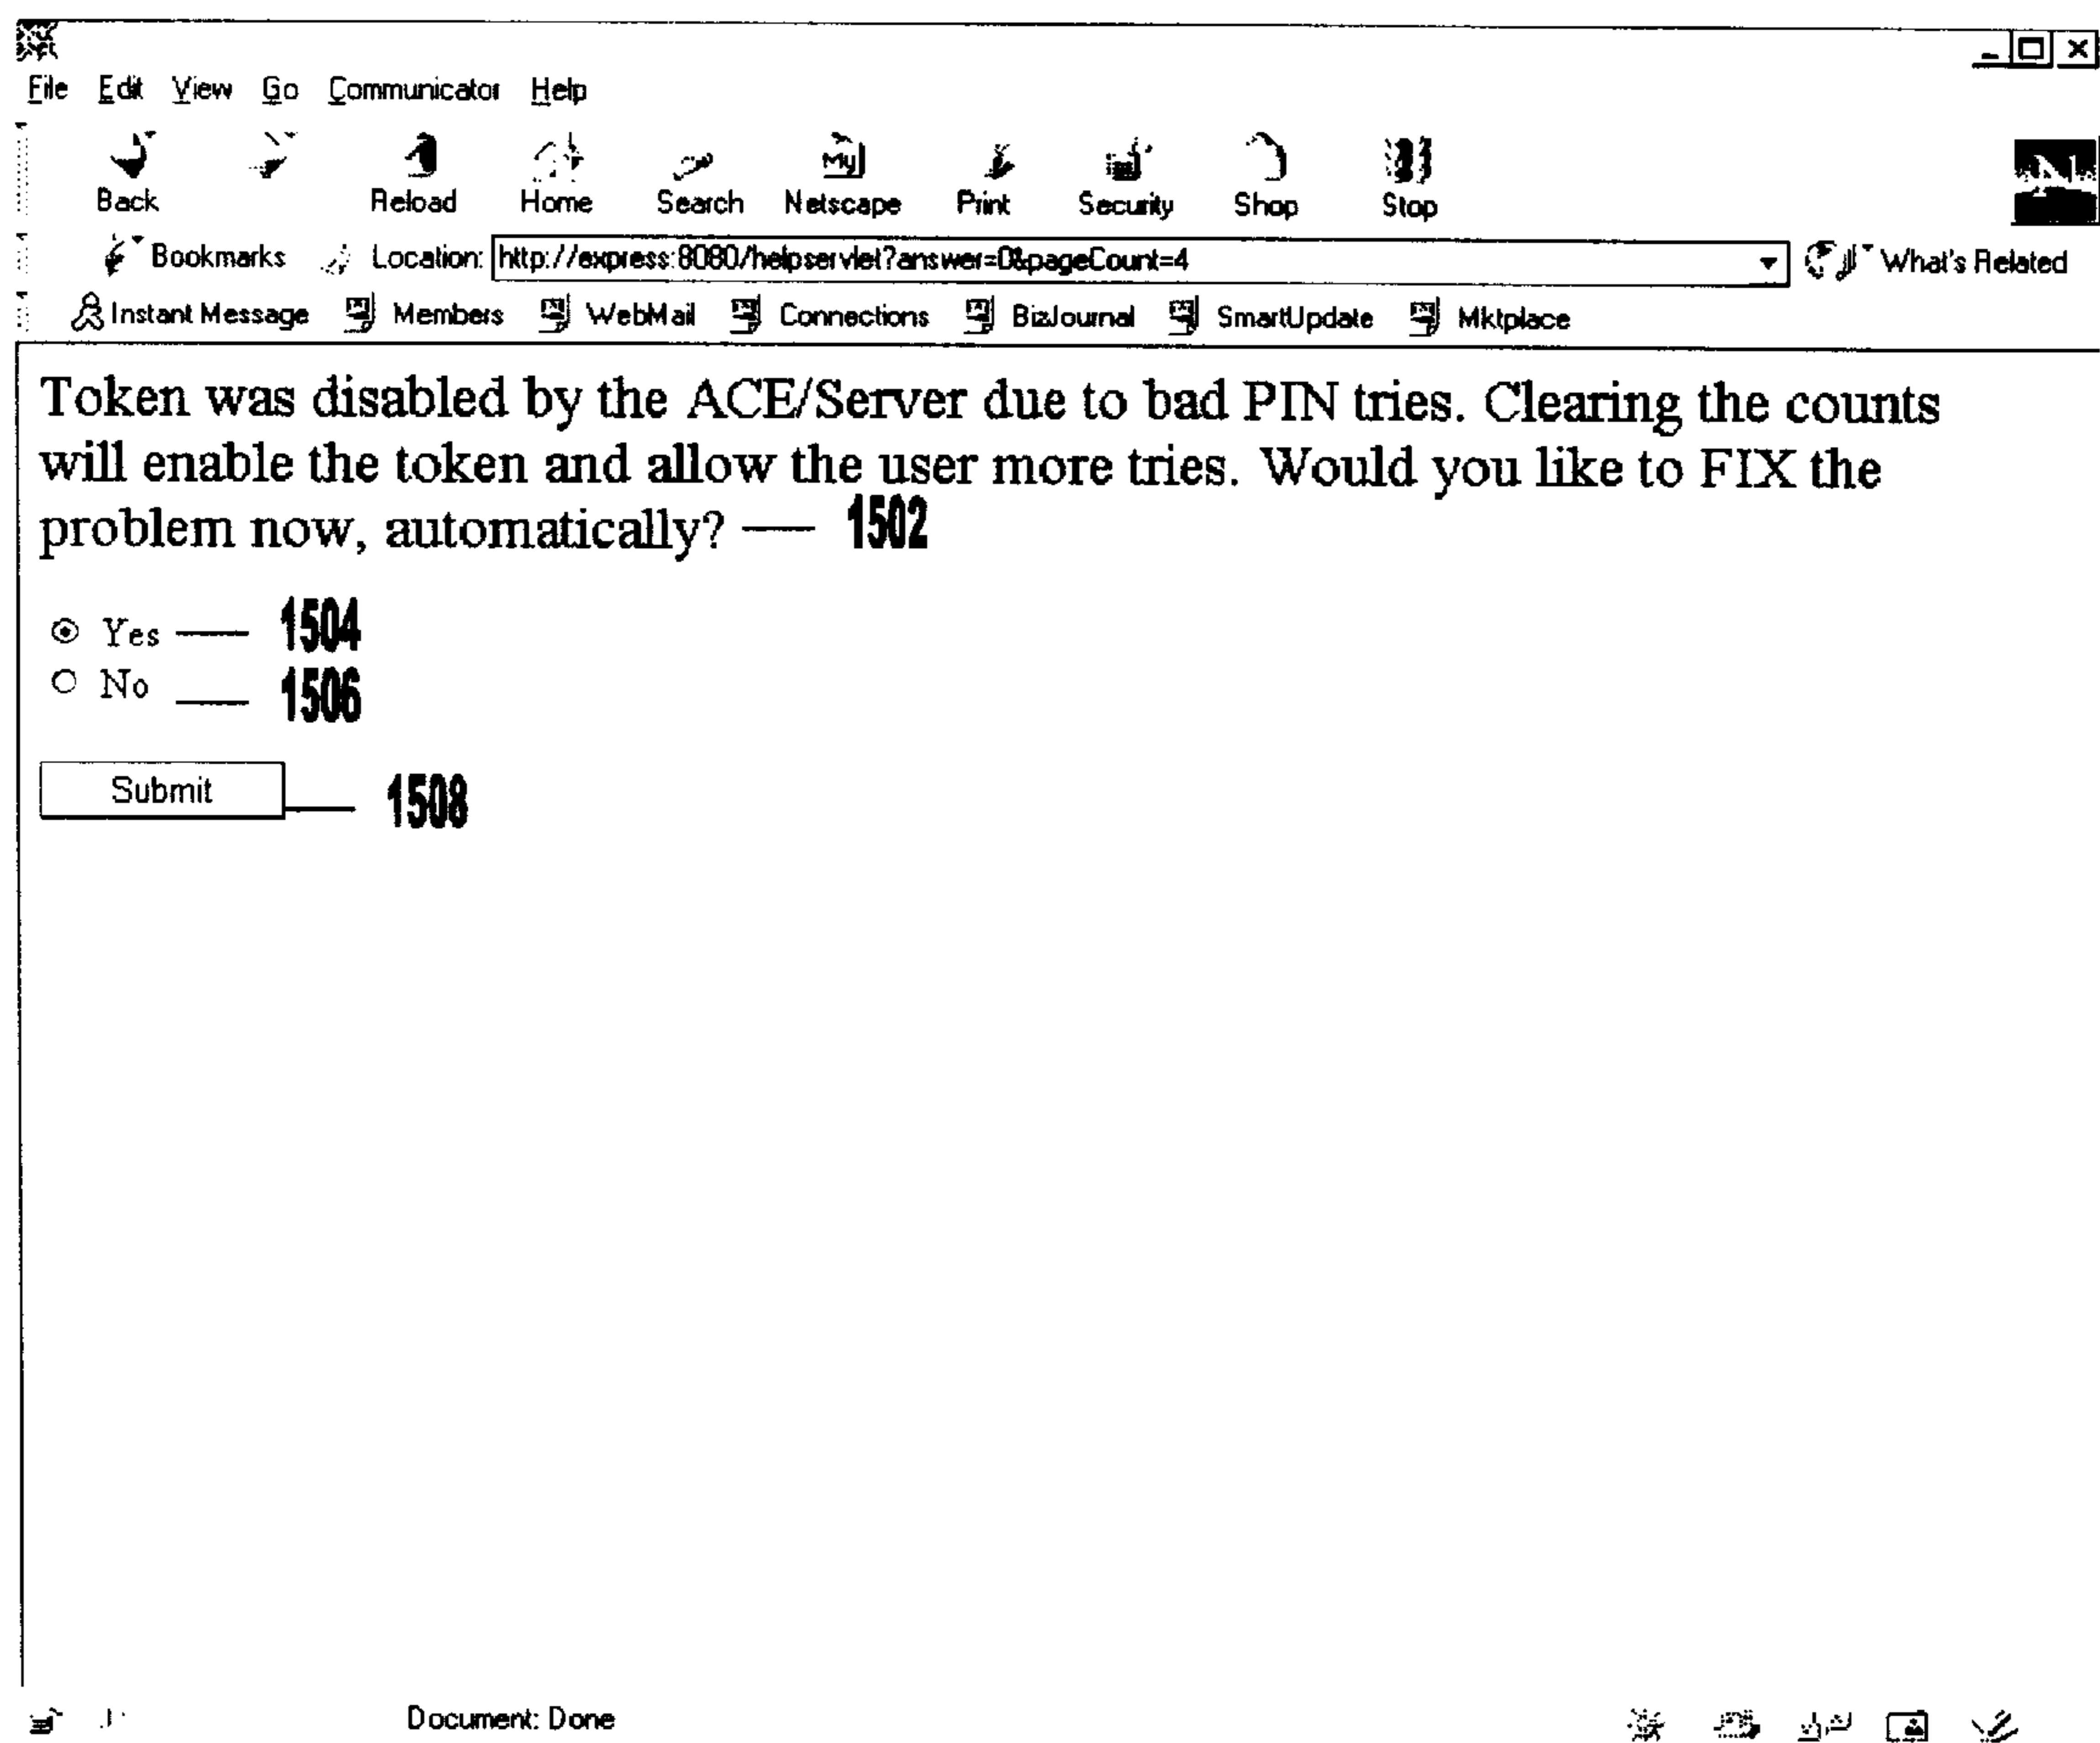 File Edit View Go Communicator Help
My
Back Reload Home Search Netscape Print Security Shop Stop
N
Bookmarks Location: http://express:8080/helpservlet?answer=0&pageCount=4 What's Related
Instant Message Members WebMail Connections BizJournal SmartUpdate Mktplace
Token was disabled by the ACE/Server due to bad PIN tries. Clearing the counts
will enable the token and allow the user more tries. Would you like to FIX the
problem now, automatically? 1502
Yes 1504
No 1506
Submit 1508
Document: Done